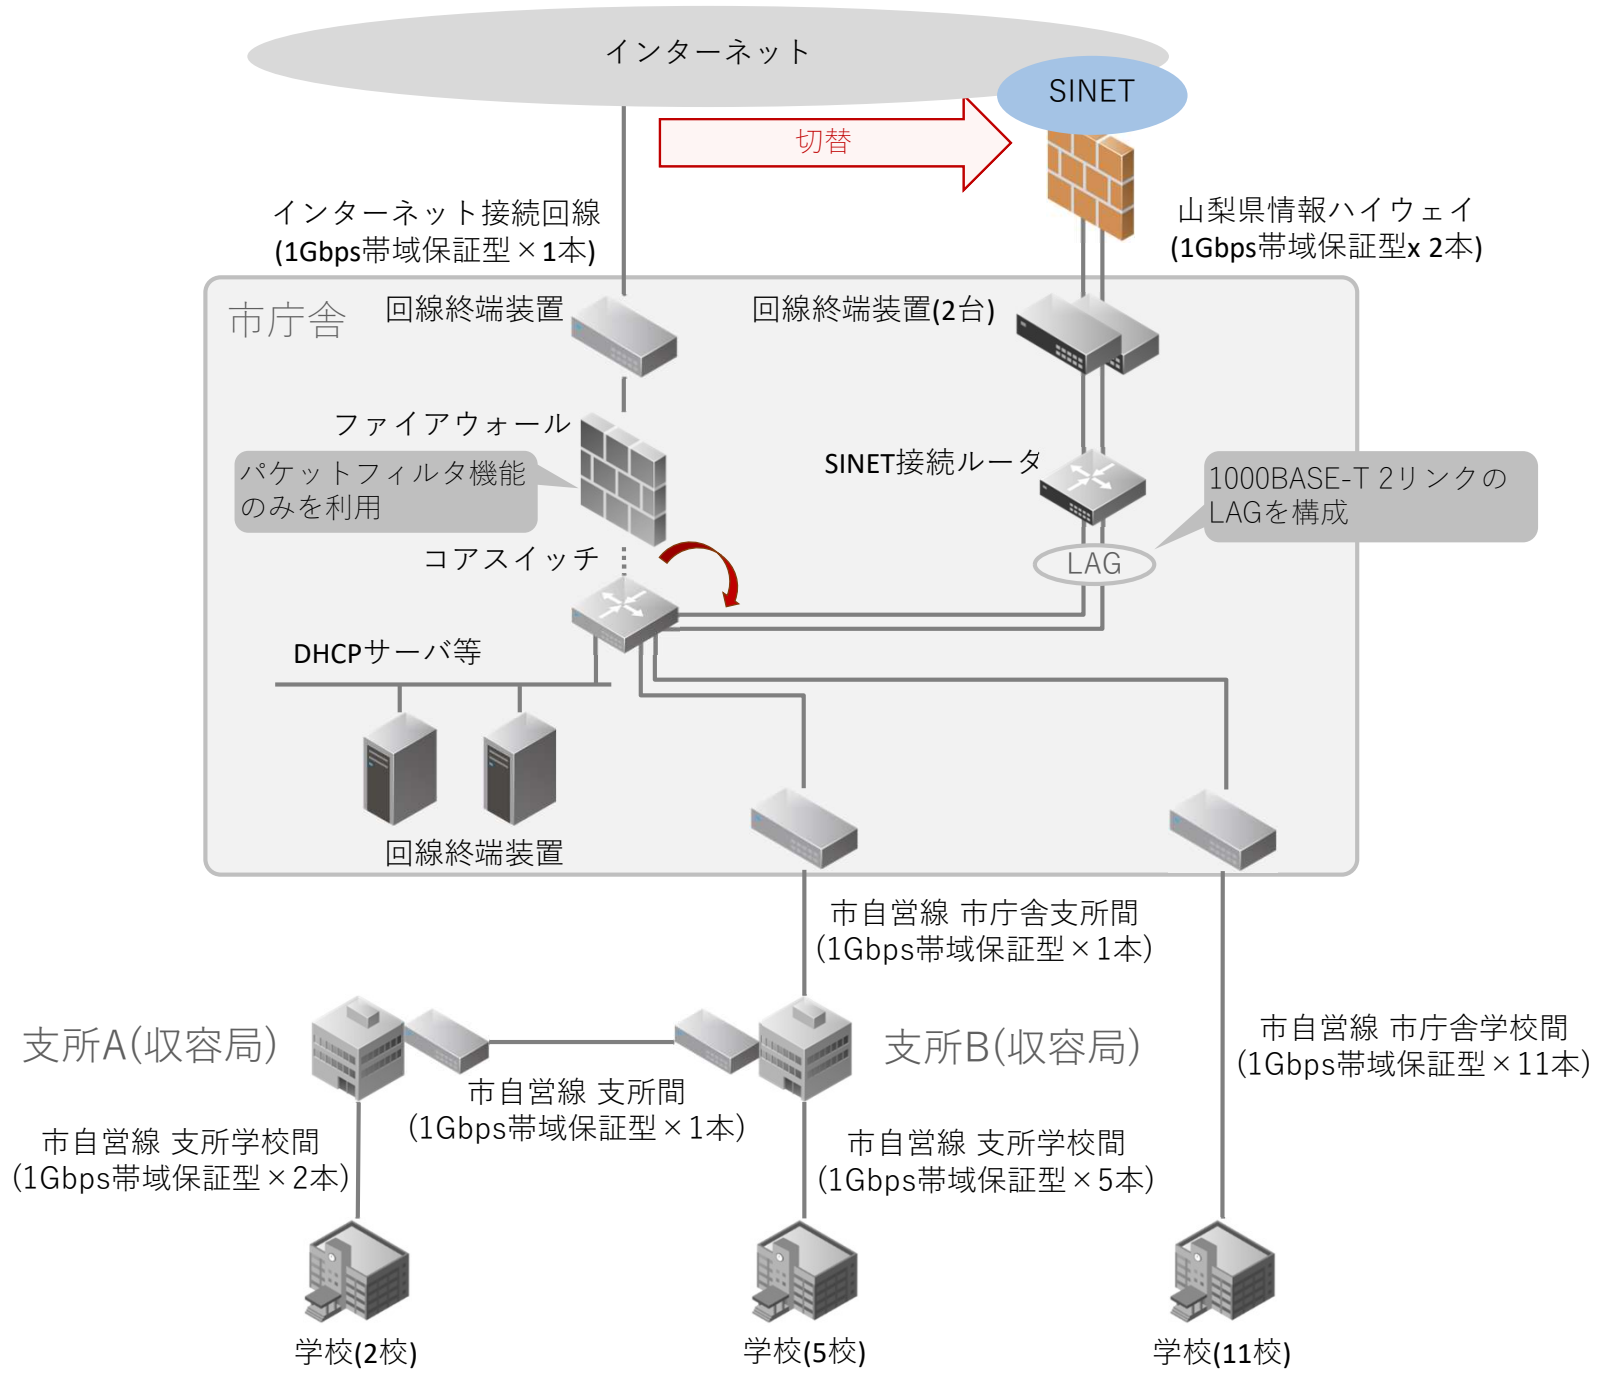 インターネット
SINET
切替
インターネット接続回線
(1Gbps帯域保証型×1本)
山梨県情報ハイウェイ
(1Gbps帯域保証型x 2本)
市庁舎
回線終端装置
回線終端装置(2台)
ファイアウォール
パケットフィルタ機能
のみを利用
SINET接続ルータ
1000BASE-T 2リンクの
LAGを構成
コアスイッチ
LAG
DHCPサーバ等
回線終端装置
市自営線 市庁舎支所間
(1Gbps帯域保証型×1本)
支所A(収容局)
支所B(収容局)
市自営線 市庁舎学校間
(1Gbps帯域保証型×11本)
市自営線 支所間
(1Gbps帯域保証型×1本)
市自営線 支所学校間
(1Gbps帯域保証型×2本)
市自営線 支所学校間
(1Gbps帯域保証型×5本)
学校(2校)
学校(5校)
学校(11校)